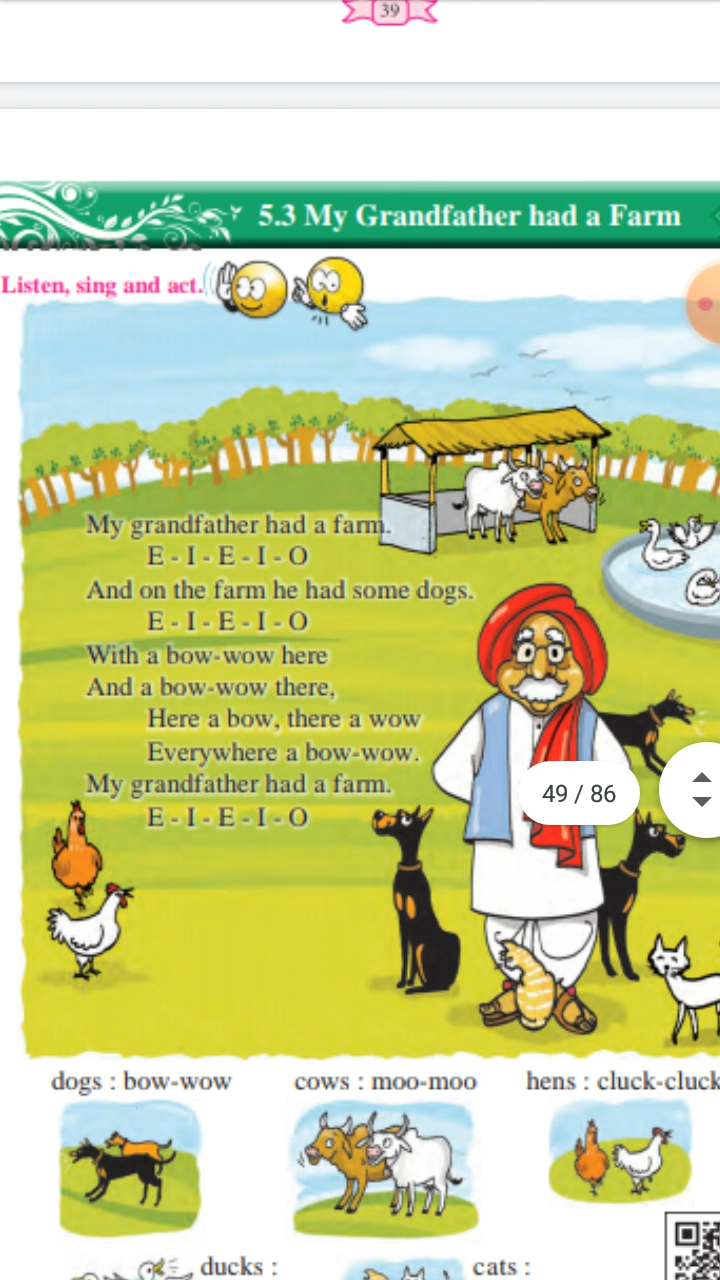 39
5.3 My Grandfather had a Farm
Listen, sing and act.
My grandfather had a farm.
E - I - E - I - O
And on the farm he had some dogs.
E - I - E - I - O
With a bow-wow here
And a bow-wow there,
Here a bow, there a wow
Everywhere a bow-wow.
My grandfather had a farm.
E - I - E - I - O
49 / 86
dogs : bow-wow
cows : moo-moo
hens : cluck-cluck
ducks :
cats :